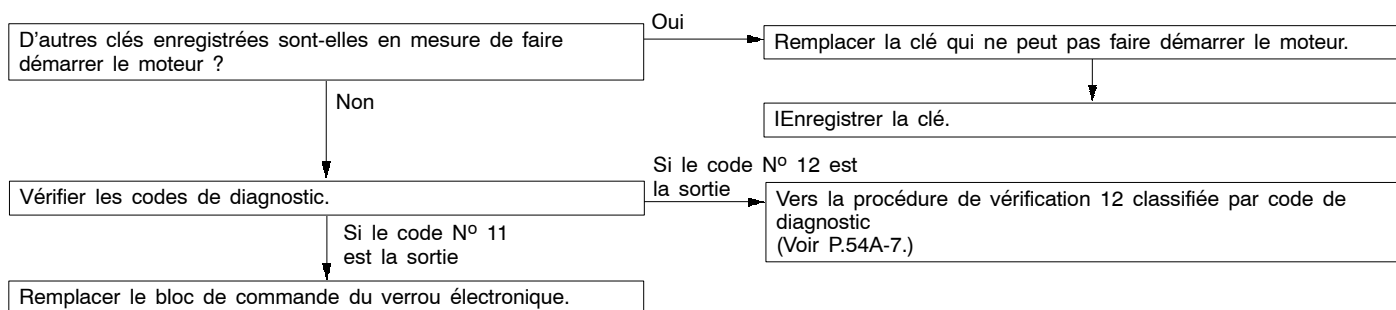 D'autres clés enregistrées sont-elles en mesure de faire
démarrer le moteur ?
Oui
Remplacer la clé qui ne peut pas faire démarrer le moteur.
Non
IEnregistrer la clé.
Vérifier les codes de diagnostic.
Si le code Nº 12 est
la sortie
Vers la procédure de vérification 12 classifiée par code de
diagnostic
(Voir P.54A-7.)
Si le code Nº 11
est la sortie
Remplacer le bloc de commande du verrou électronique.